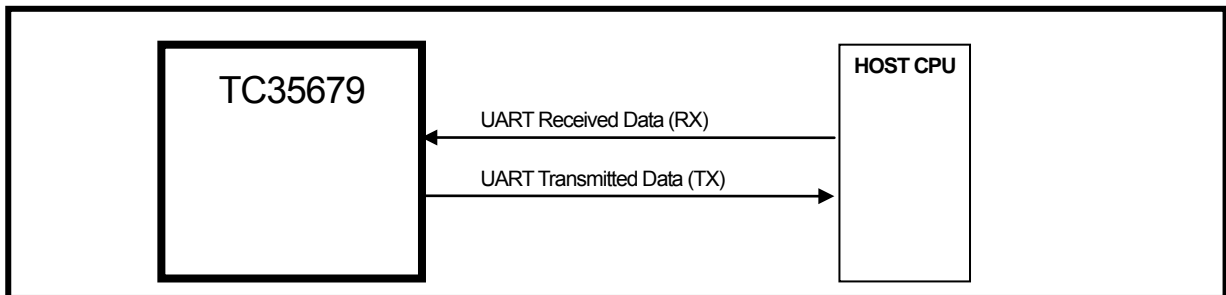 TC35679
HOST CPU
UART Received Data (RX)
UART Transmitted Data (TX)